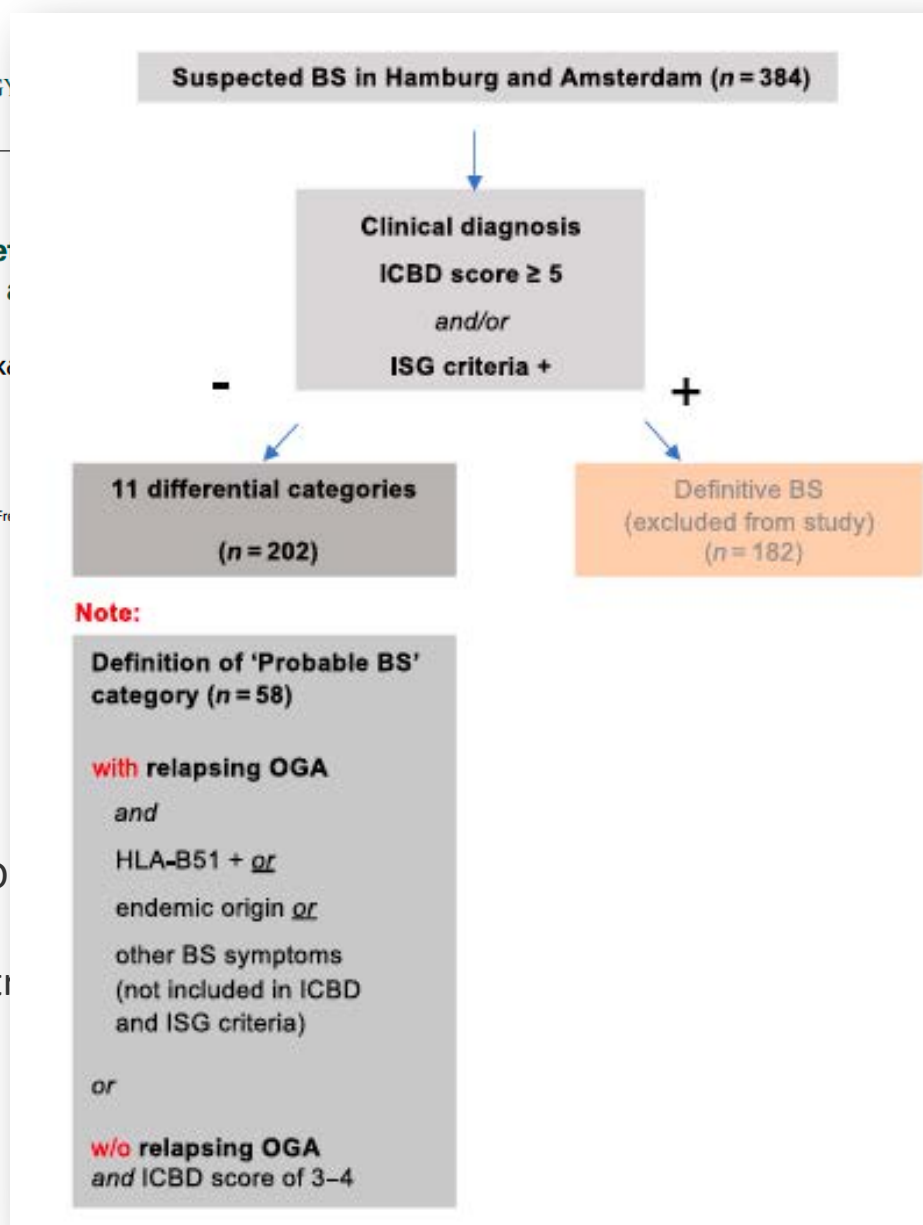 Suspected BS in Hamburg and Amsterdam (n = 384)
Clinical diagnosis
ICBD score ≥ 5
and/or
ISG criteria +
-
+
11 differential categories
(n = 202)
Definitive BS
(excluded from study)
(n = 182)
Note:
Definition of ‘Probable BS’
category (n = 58)
with relapsing OGA
and
HLA-B51 + or
endemic origin or
other BS symptoms
(not included in ICBD
and ISG criteria)
or
w/o relapsing OGA
and ICBD score of 3–4